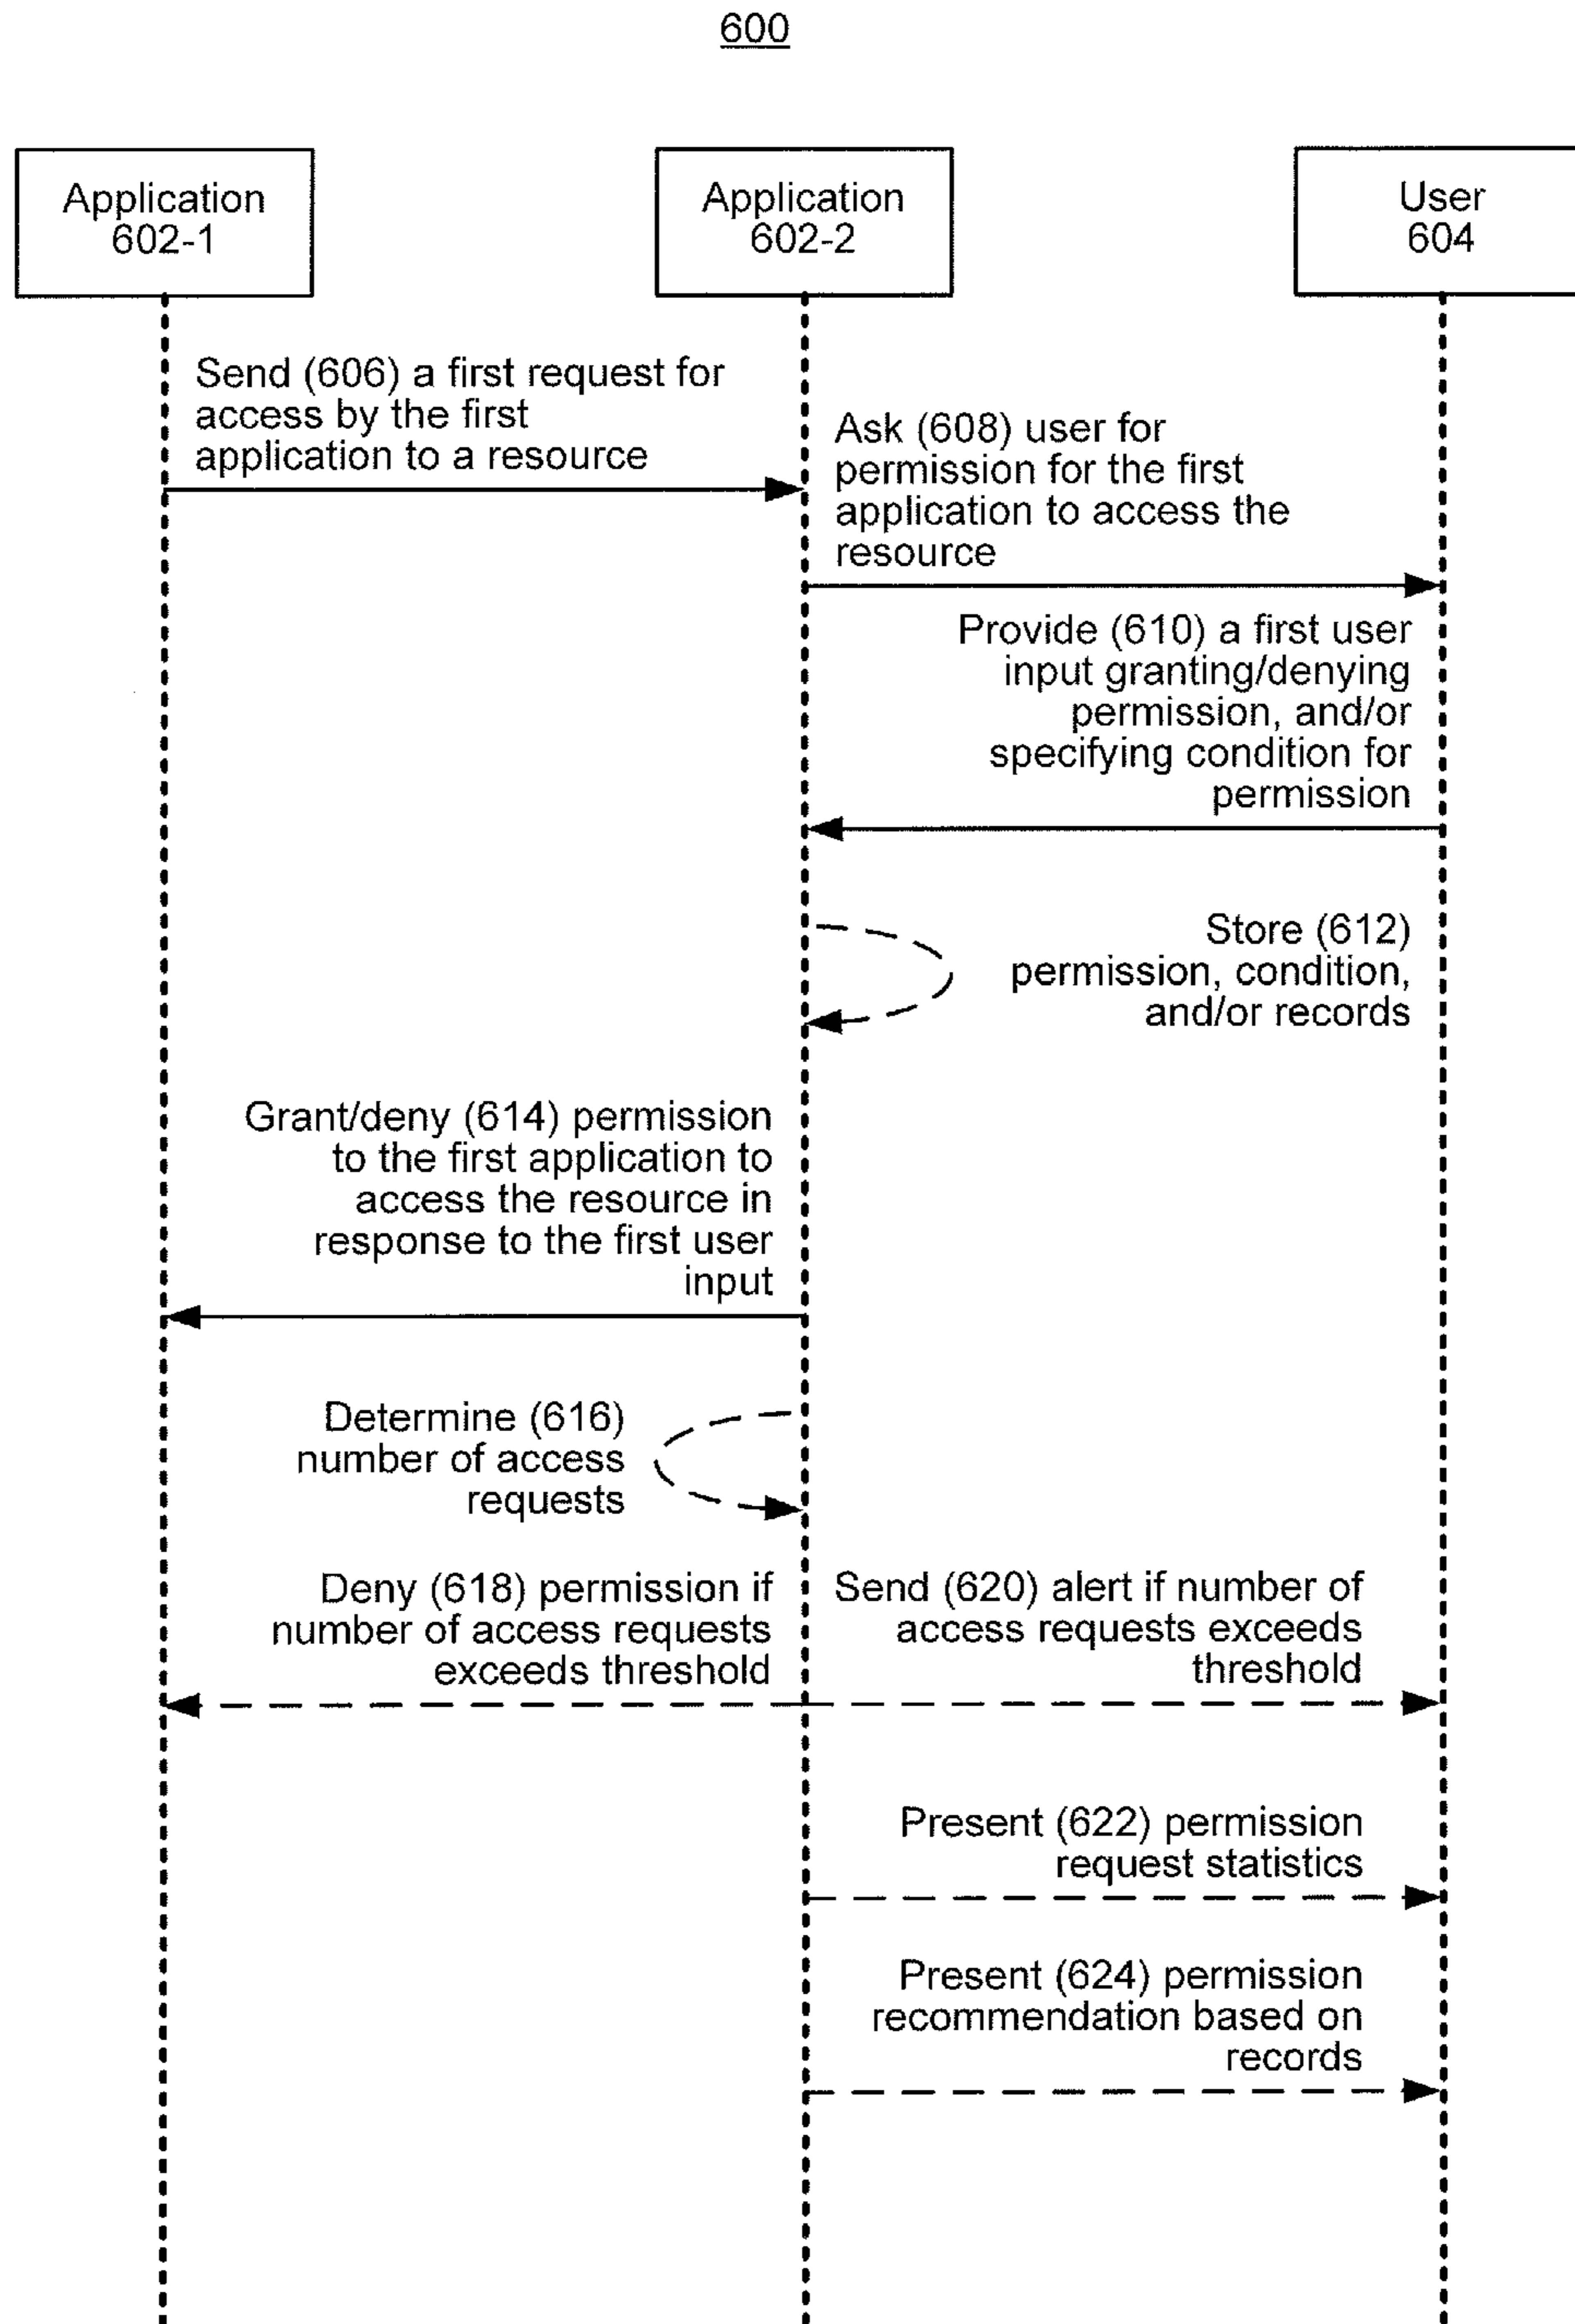 600
Application
602-1
Application
602-2
User
604
Send (606) a first request for
access by the first
application to a resource
Ask (608) user for
permission for the first
application to access the
resource
Provide (610) a first user
input granting/denying
permission, and/or
specifying condition for
permission
Store (612)
permission, condition,
and/or records
Grant/deny (614) permission
to the first application to
access the resource in
response to the first user
input
Determine (616)
number of access
requests
Deny (618) permission if
number of access requests
exceeds threshold
Send (620) alert if number of
access requests exceeds
threshold
Present (622) permission
request statistics
Present (624) permission
recommendation based on
records